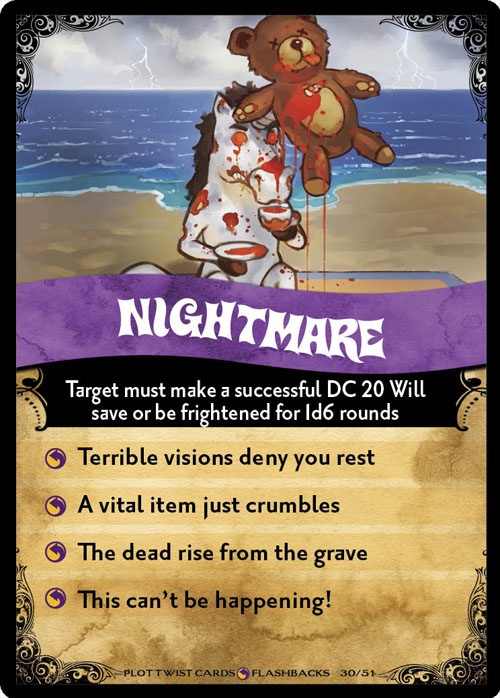 NIGHTMARE
Target must make a successful DC 20 Will
save or be frightened for 1d6 rounds
Terrible visions deny you rest
A vital item just crumbles
The dead rise from the grave
This can't be happening!
PLOT TWIST CARDS FLASHBACKS 30/51